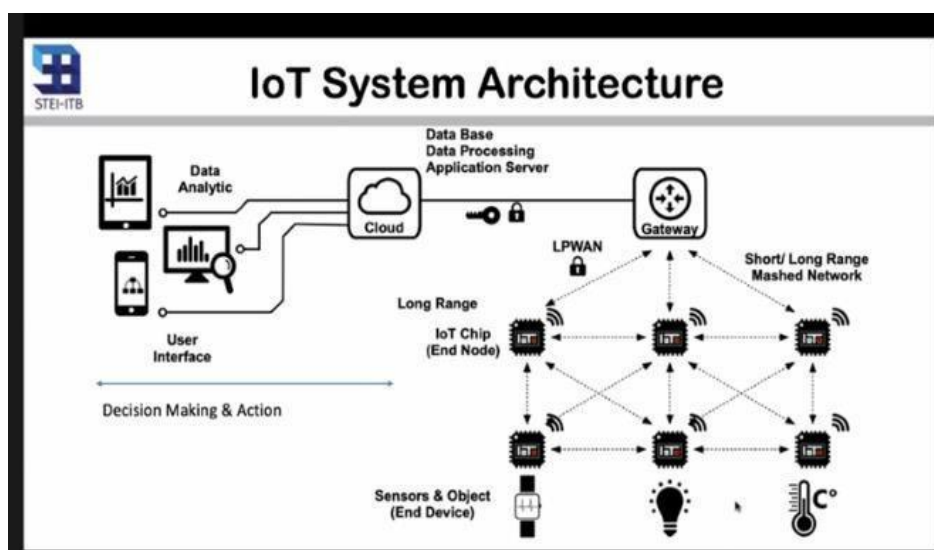 STEI-ITB
IoT System Architecture
Data Base
Data Processing
Application Server
Data
Analytic
Cloud
Gateway
LPWAN
Short/ Long Range
Mashed Network
Long Range
IoT Chip
(End Node)
User
Interface
Decision Making & Action
Sensors & Object
(End Device)
C°